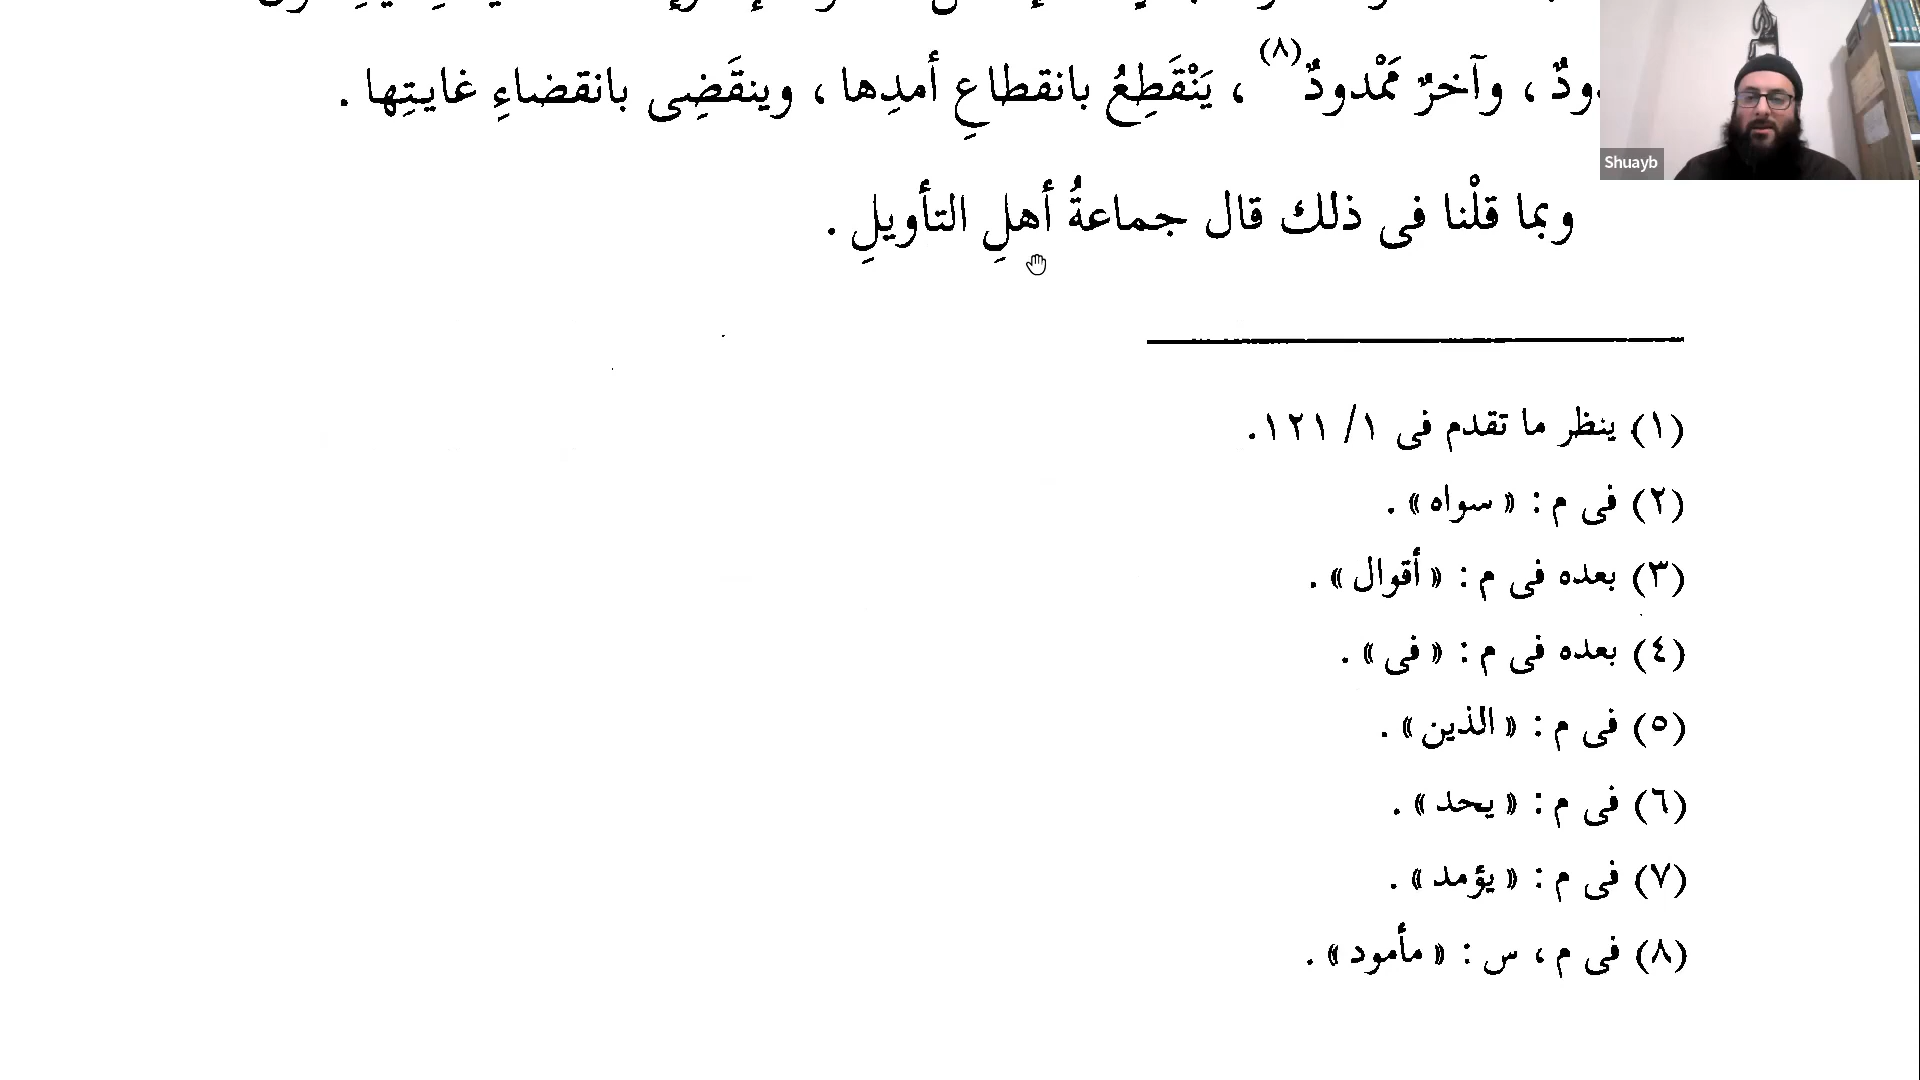 ودٌ ، وآخرٌ مَمْدودٌ(٨) ، يَنْقَطِعُ بانقطاعِ أمدِها ، وينقَضِى بانقضاءِ غايتِها .
Shuayb
وبما قلْنا فى ذلك قال جماعةُ أهلِ التأويلِ .
(١) ينظر ما تقدم فى ١/ ١٢١.
(٢) فى م : « سواه » .
(٣) بعده فى م : « أقوال » .
(٤) بعده فى م : « فى » .
(٥) فى م : « الذين » .
(٦) فى م : « يحد » .
(٧) فى م : « يؤمد » .
(٨) فى م ، س : « مأمود » .